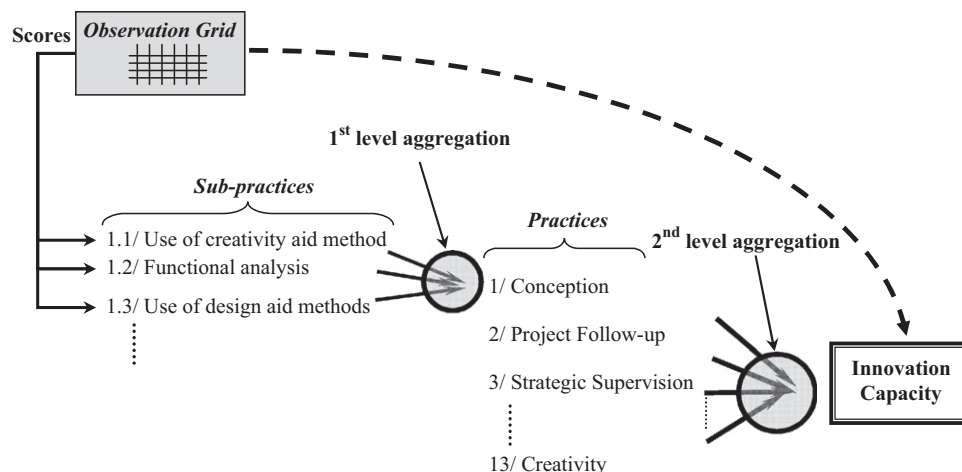 Scores
Observation Grid
1st level aggregation
Sub-practices
1.1/ Use of creativity aid method
1.2/ Functional analysis
1.3/ Use of design aid methods
Practices
2nd level aggregation
1/ Conception
2/ Project Follow-up
3/ Strategic Supervision
13/ Creativity
Innovation
Capacity